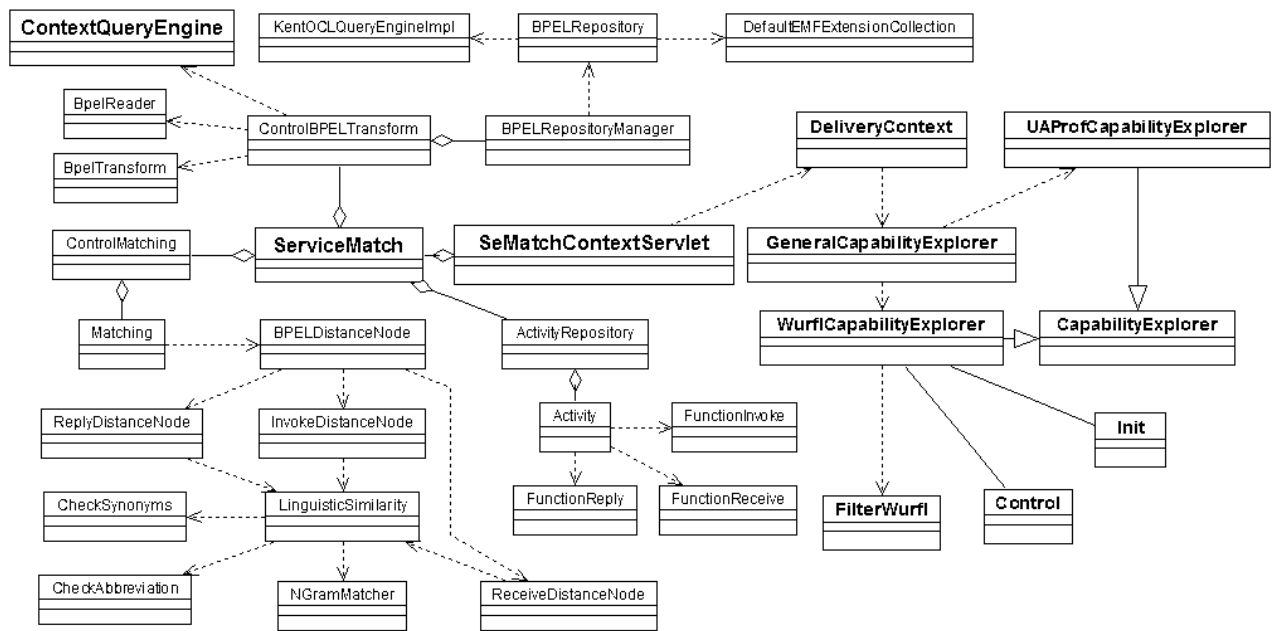 ContextQueryEngine
KentOCLQueryEngineImpl
BPELRepository
DefaultEMFExtensionCollection
BpelReader
ControlBPELTransform
BPELRepositoryManager
DeliveryContext
UAProfCapabilityExplorer
BpelTransform
ControlMatching
ServiceMatch
SeMatchContextServlet
GeneralCapabilityExplorer
Matching
BPELDistanceNode
ActivityRepository
WurflCapabilityExplorer
CapabilityExplorer
ReplyDistanceNode
InvokeDistanceNode
Activity
FunctionInvoke
Init
CheckSynonyms
LinguisticSimilarity
FunctionReply
FunctionReceive
FilterWurfl
Control
CheckAbbreviation
NGramMatcher
ReceiveDistanceNode